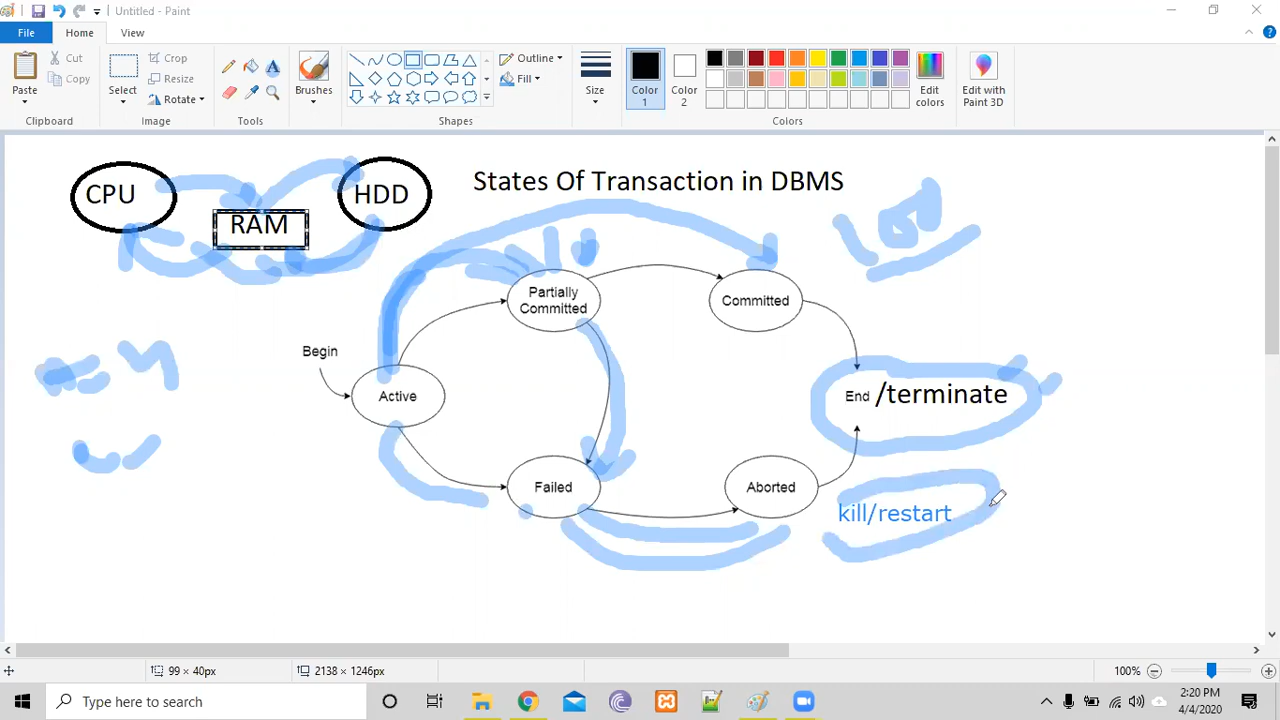 Untitled - Paint
File
Home
View
Paste
Cut
Copy
Clipboard
Select
Crop
Resize
Rotate
Image
Tools
Brushes
Outline
Fill
Shapes
Size
Color 1
Color 2
Edit colors
Edit with Paint 3D
Colors
CPU
RAM
HDD
States Of Transaction in DBMS
Partially
Committed
Committed
Begin
Active
End /terminate
Failed
Aborted
kill/restart
99 × 40px
2138 × 1246px
100%
Type here to search
2:20 PM
4/4/2020